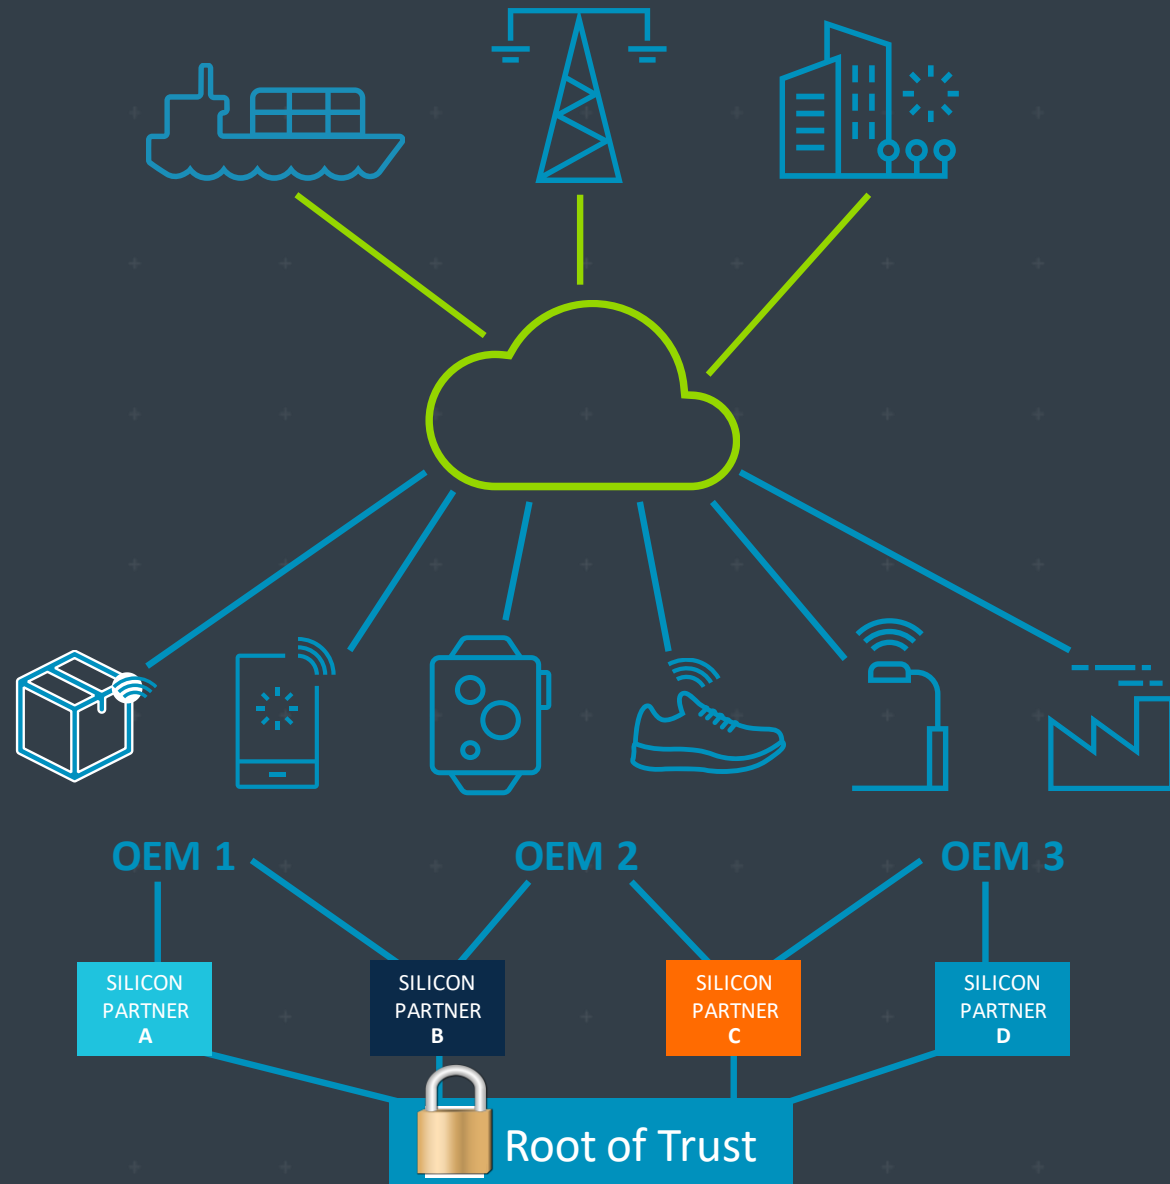 OEM 1
OEM 2
OEM 3
SILICON
PARTNER
A
SILICON
PARTNER
B
SILICON
PARTNER
C
SILICON
PARTNER
D
Root of Trust